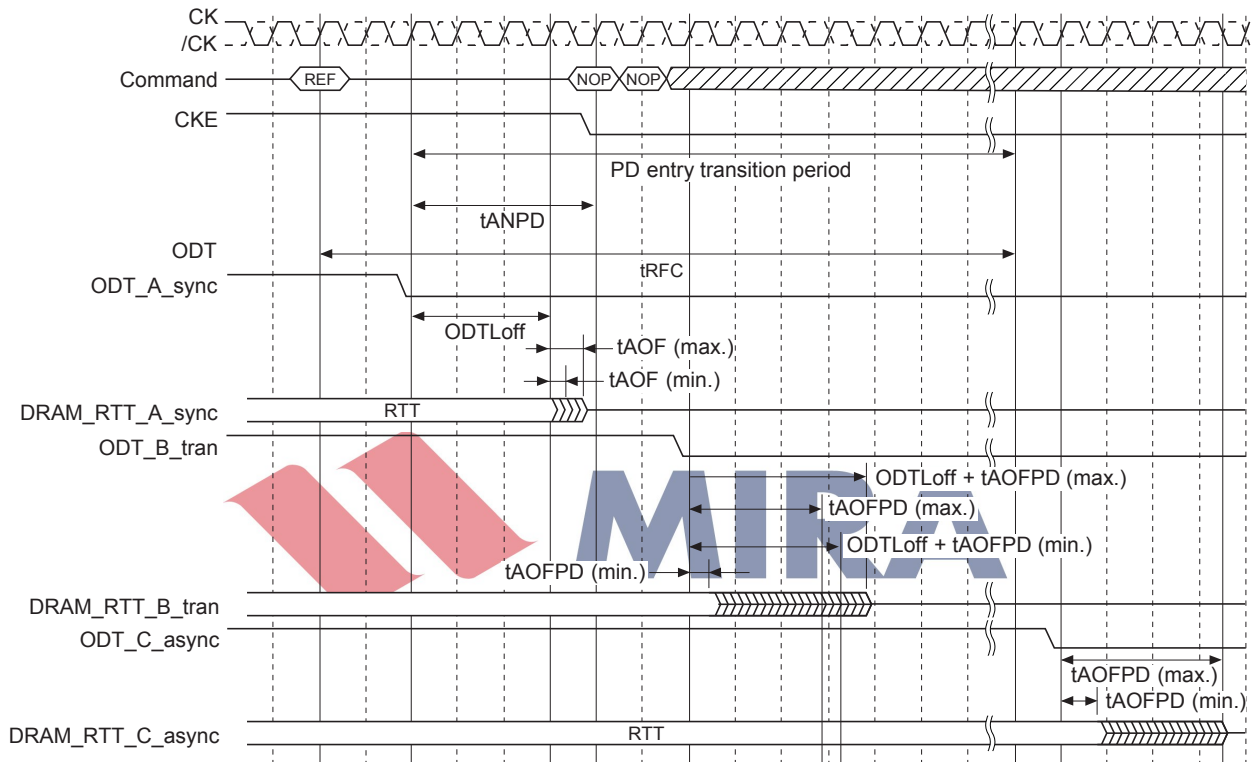 CK
/CK
Command REF NOP NOP
CKE
PD entry transition period
tANPD
ODT
tRFC
ODT_A_sync
ODTLoff
tAOF (max.)
tAOF (min.)
DRAM_RTT_A_sync RTT
ODT_B_tran
MIRA
ODTLoff + tAOFPD (max.)
tAOFPD (max.)
ODTLoff + tAOFPD (min.)
tAOFPD (min.)
DRAM_RTT_B_tran
ODT_C_async
tAOFPD (max.)
tAOFPD (min.)
DRAM_RTT_C_async RTT